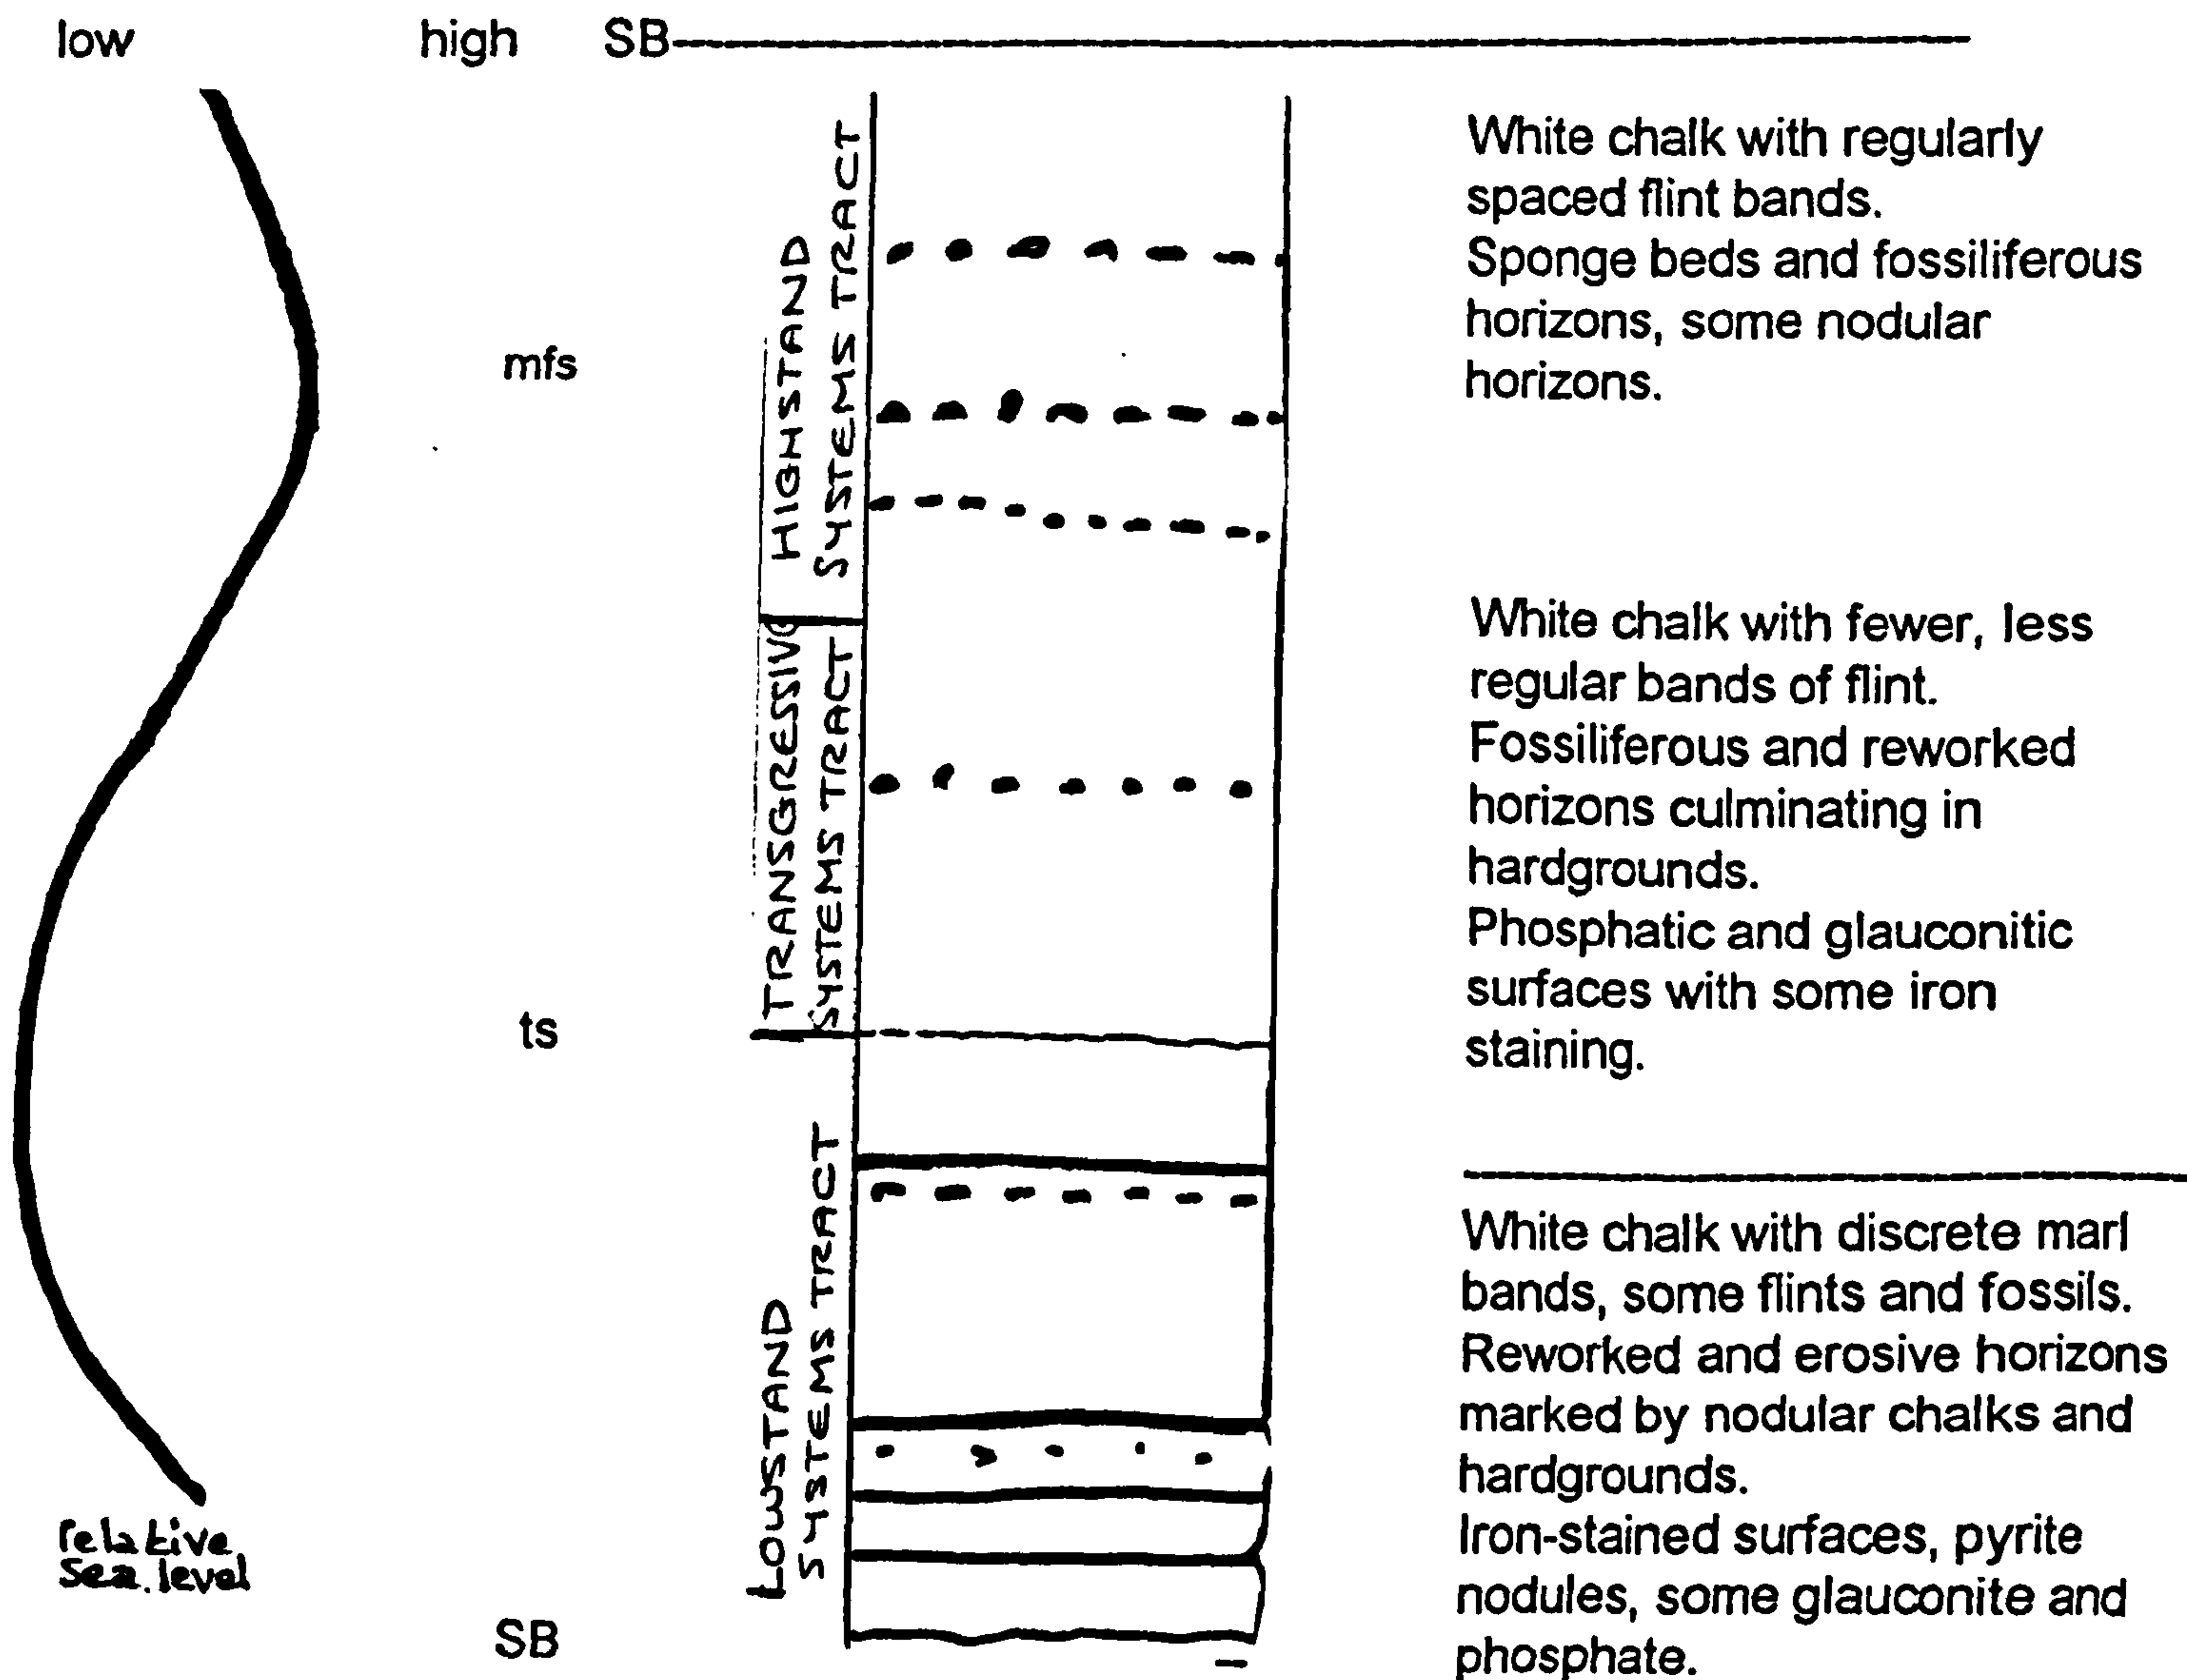 low high SB
White chalk with regularly
spaced flint bands.
Sponge beds and fossiliferous
horizons, some nodular
horizons.
mfs
HIGHSTAND
SYSTEMS TRACT
White chalk with fewer, less
regular bands of flint.
Fossiliferous and reworked
horizons culminating in
hardgrounds.
Phosphatic and glauconitic
surfaces with some iron
staining.
TRANSGRESSIVE
SYSTEMS TRACT
ts
White chalk with discrete marl
bands, some flints and fossils.
Reworked and erosive horizons
marked by nodular chalks and
hardgrounds.
Iron-stained surfaces, pyrite
nodules, some glauconite and
phosphate.
LOWSTAND
SYSTEMS TRACT
relative
sea level
SB